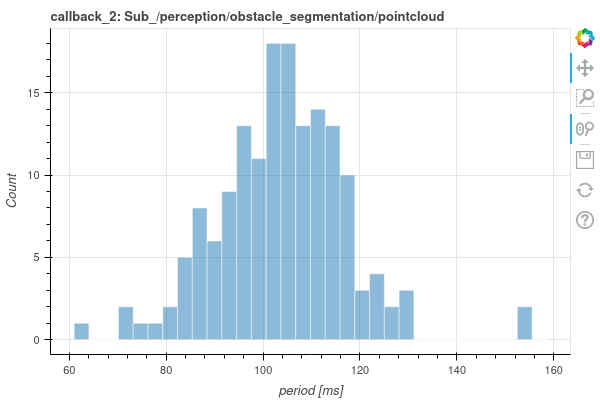 callback_2: Sub_/perception/obstacle_segmentation/pointcloud
15
10
5
0
Count
60 80 100 120 140 160
period [ms]